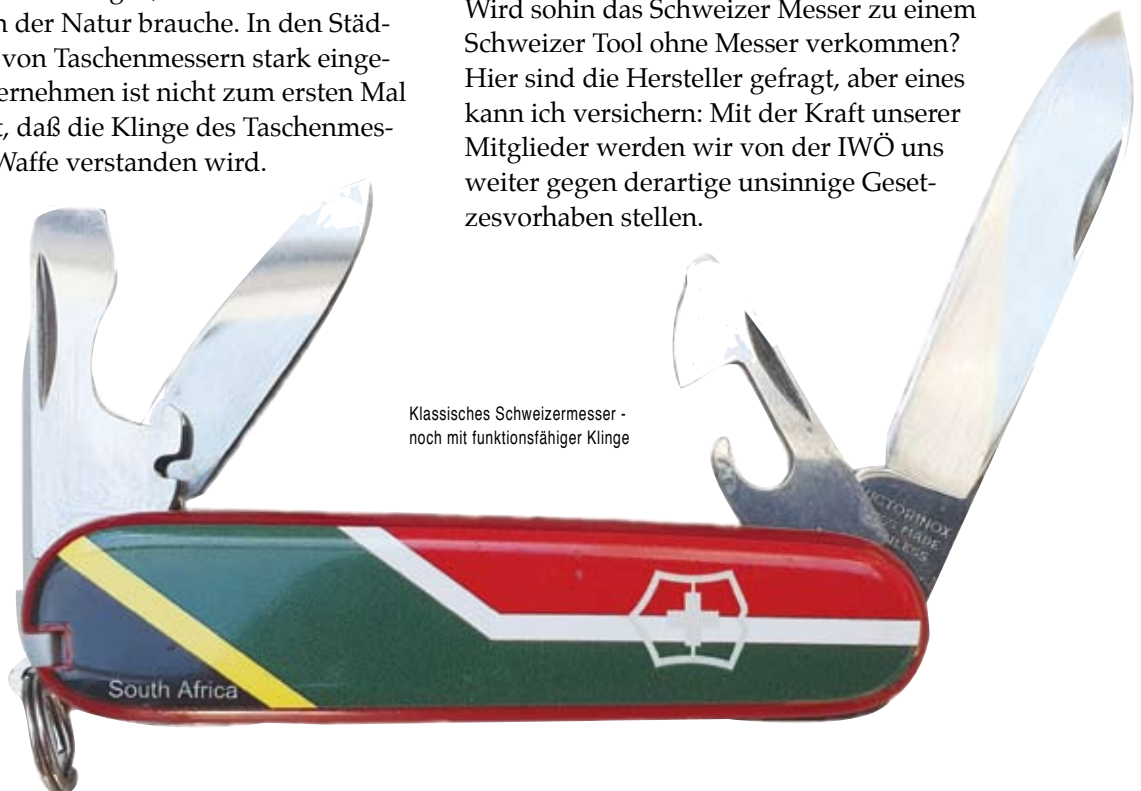 n der Natur brauche. In den Städ-
von Taschenmessern stark einge-
ernehmen ist nicht zum ersten Mal
t, daß die Klinge des Taschenmes-
Waffe verstanden wird.
Wird sohin das Schweizer Messer zu einem
Schweizer Tool ohne Messer verkommen?
Hier sind die Hersteller gefragt, aber eines
kann ich versichern: Mit der Kraft unserer
Mitglieder werden wir von der IWÖ uns
weiter gegen derartige unsinnige Geset-
zesvorhaben stellen.
Klassisches Schweizermesser -
noch mit funktionsfähiger Klinge
VICTORINOX
MADE
South Africa